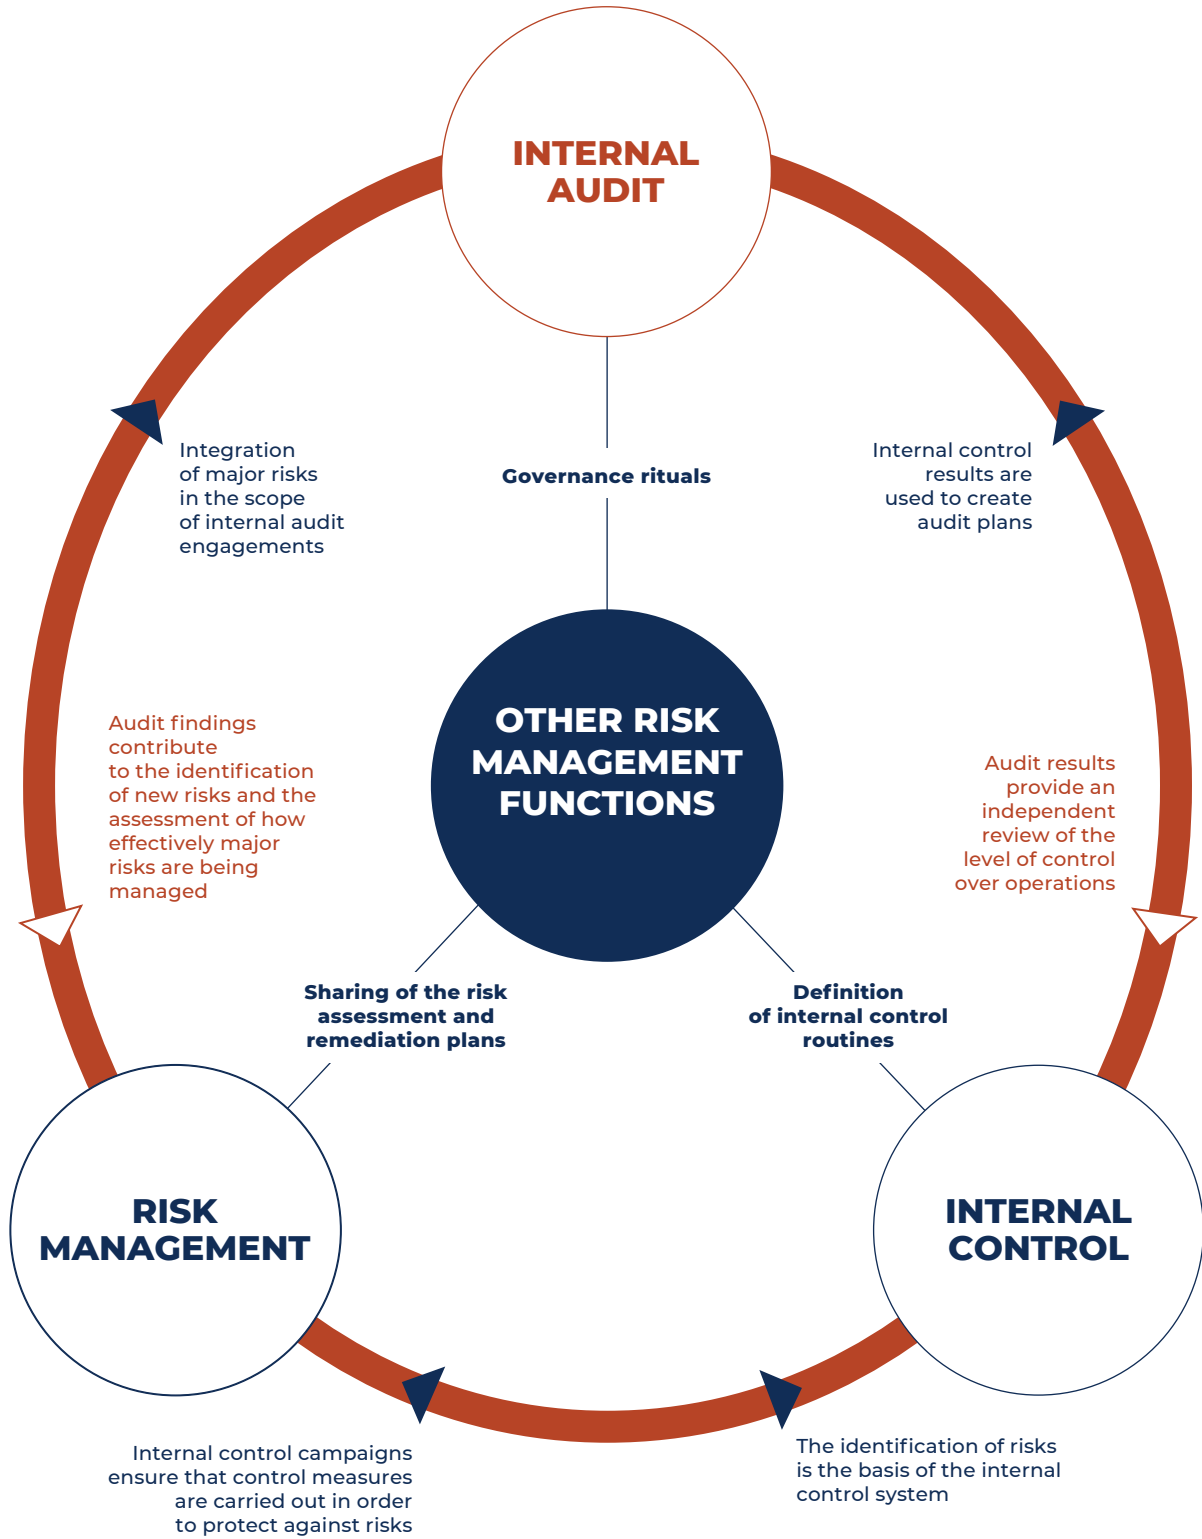 INTERNAL
AUDIT
Integration
of major risks
in the scope
of internal audit
engagements
Governance rituals
Internal control
results are
used to create
audit plans
Audit findings
contribute
to the identification
of new risks and the
assessment of how
effectively major
risks are being
managed
OTHER RISK
MANAGEMENT
FUNCTIONS
Audit results
provide an
independent
review of the
level of control
over operations
Sharing of the risk
assessment and
remediation plans
Definition
of internal control
routines
RISK
MANAGEMENT
INTERNAL
CONTROL
Internal control campaigns
ensure that control measures
are carried out in order
to protect against risks
The identification of risks
is the basis of the internal
control system